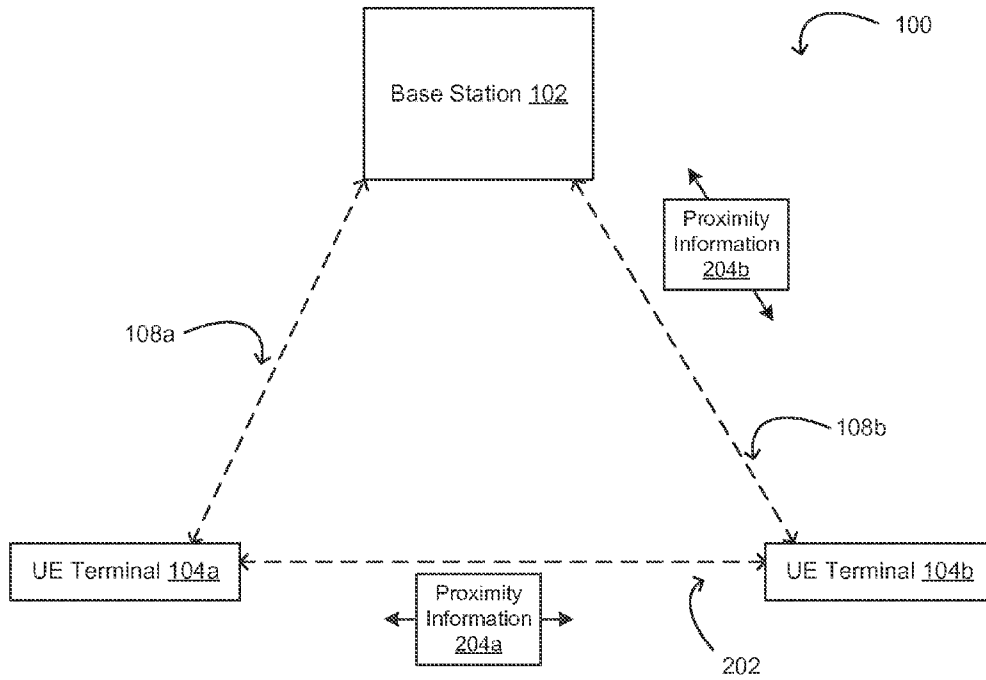 100
Base Station 102
Proximity
Information
204b
108a
108b
UE Terminal 104a
UE Terminal 104b
Proximity
Information
204a
202